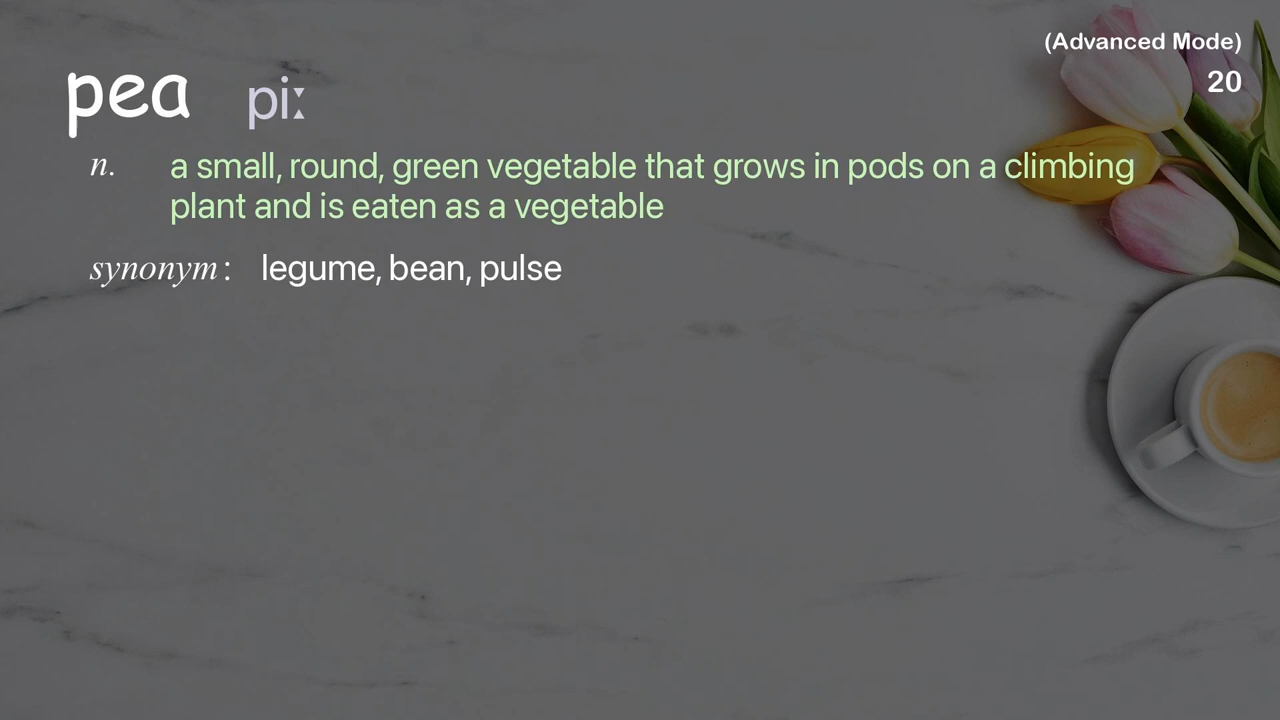 (Advanced Mode)
pea piː
20
n. a small, round, green vegetable that grows in pods on a climbing
plant and is eaten as a vegetable
synonym: legume, bean, pulse